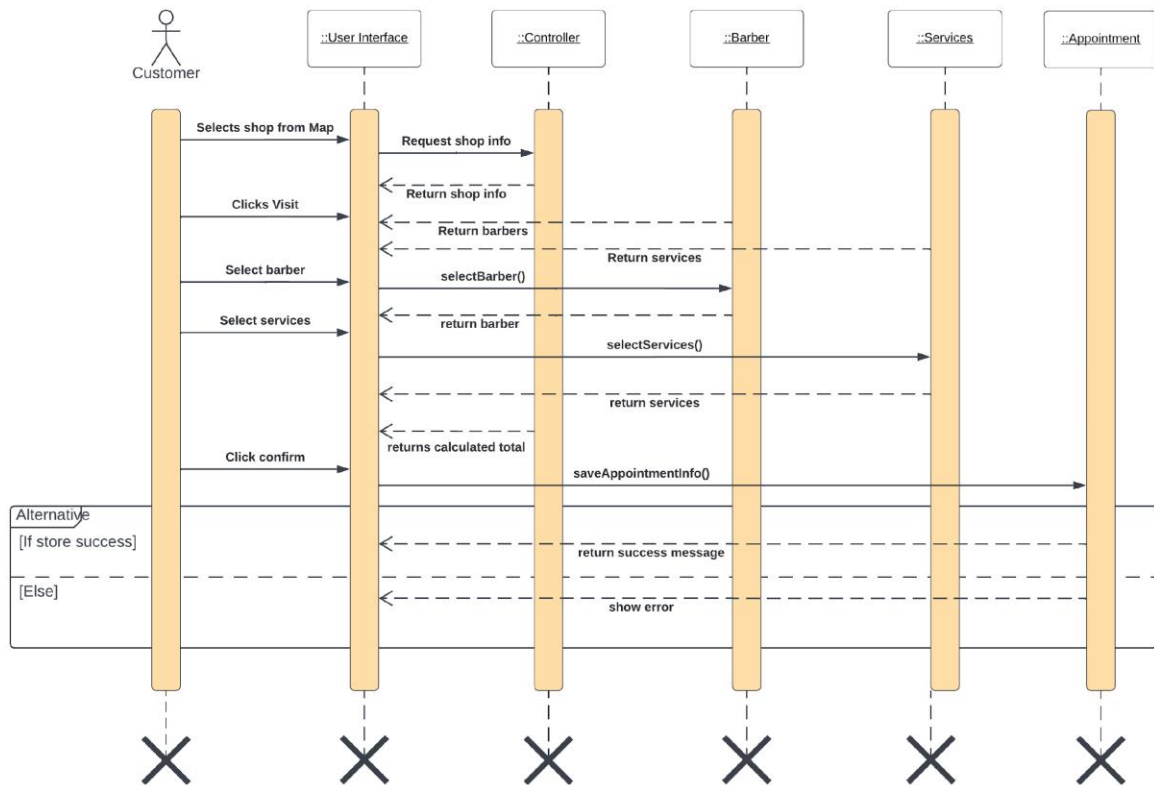 ::User Interface
::Controller
::Barber
::Services
::Appointment
Customer
Selects shop from Map
Request shop info
Return shop info
Clicks Visit
Return barbers
Return services
Select barber
selectBarber()
return barber
Select services
selectServices()
return services
returns calculated total
Click confirm
saveAppointmentInfo()
Alternative
[If store success]
return success message
[Else]
show error